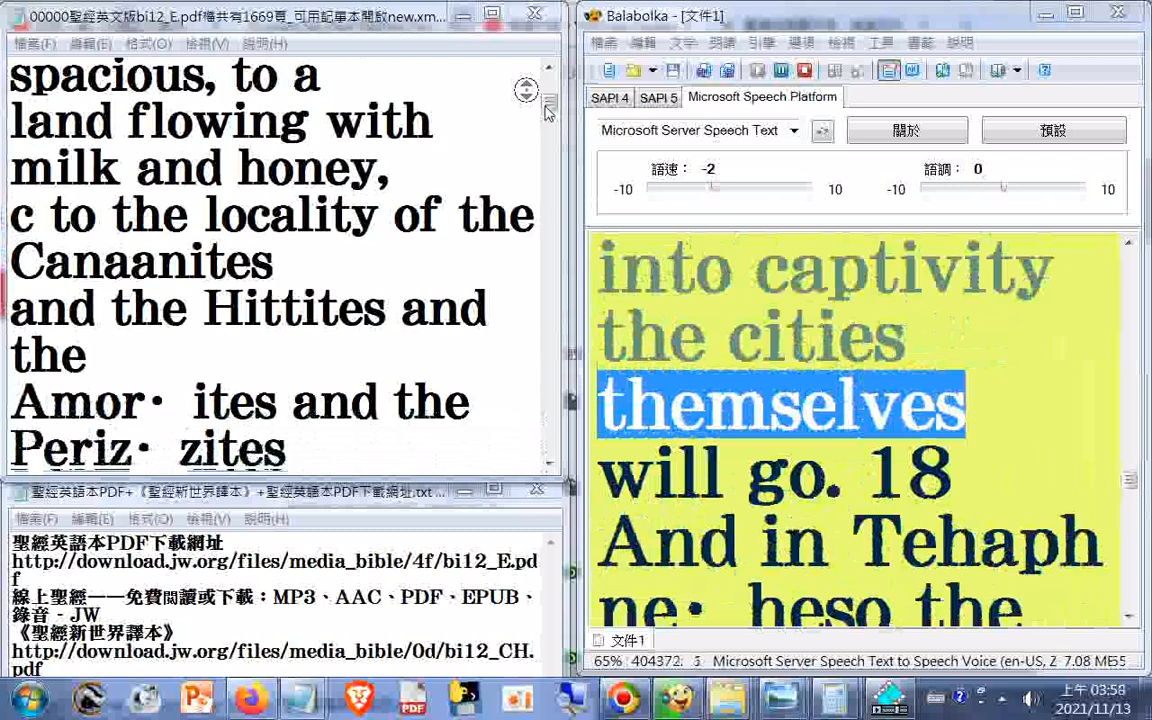 00000聖經英文版bi12_E.pdf檔共有1669頁_可用記事本開啟new.xm...
檔案(F) 編輯(E) 格式(O) 檢視(V) 說明(H)
spacious, to a
land flowing with
milk and honey,
c to the locality of the
Canaanites
and the Hittites and
the
Amor· ites and the
Periz· zites
聖經英語本PDF+《聖經新世界譯本》+聖經英語本PDF下載網址.txt ...
檔案(F) 編輯(E) 格式(O) 檢視(V) 說明(H)
聖經英語本PDF下載網址
http://download.jw.org/files/media_bible/4f/bi12_E.pd
f
線上聖經——免費閱讀或下載：MP3、AAC、PDF、EPUB、
錄音 - JW
《聖經新世界譯本》
http://download.jw.org/files/media_bible/0d/bi12_CH.
pdf
Balabolka - [文件1]
檔案 編輯 文字 朗讀 引擎 選項 檢視 工具 書籤 說明
SAPI 4 SAPI 5 Microsoft Speech Platform
Microsoft Server Speech Text 關於 預設
語速： -2 語調： 0
-10 10 -10 10
into captivity
the cities
themselves
will go. 18
And in Tehaph
ne· heso the
文件1
65% Microsoft Server Speech Text to Speech Voice (en-US, Z 7.08 MB
上午 03:58
2021/11/13